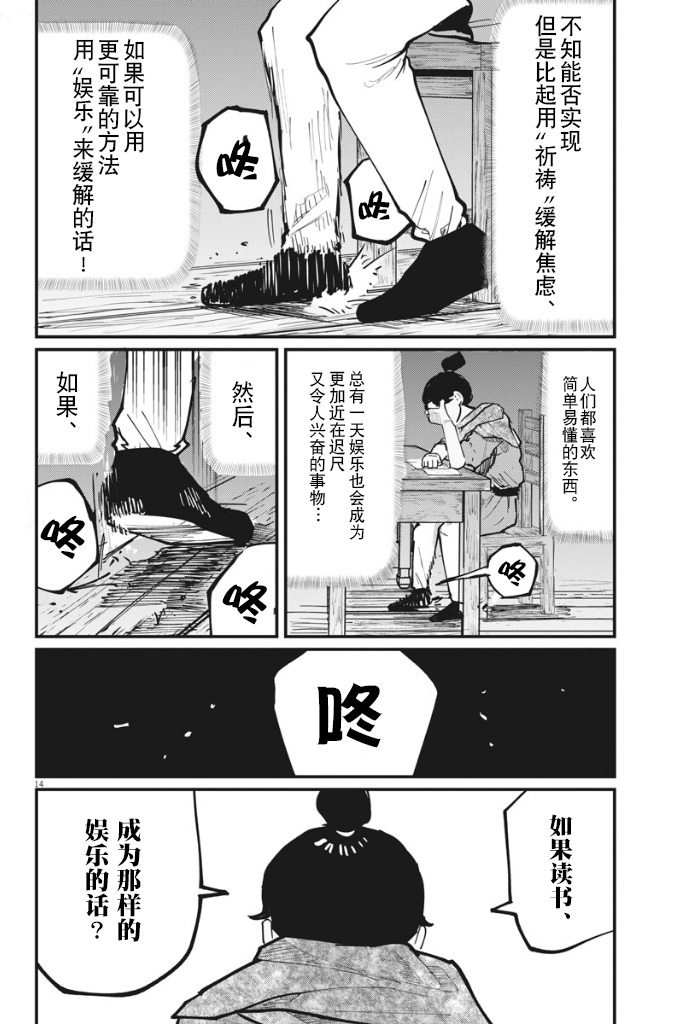 不知能否实现
但是比起用“祈祷”缓解焦虑、
咚
咚
如果可以用
更可靠的方法
用“娱乐”来缓解的话！
人们都喜欢
简单易懂的东西。
总有一天娱乐也会成为
更加近在迟尺
又令人兴奋的事物…
咚
然后、
如果、
咚
咚
咚
14
如果读书、
成为那样的
娱乐的话？